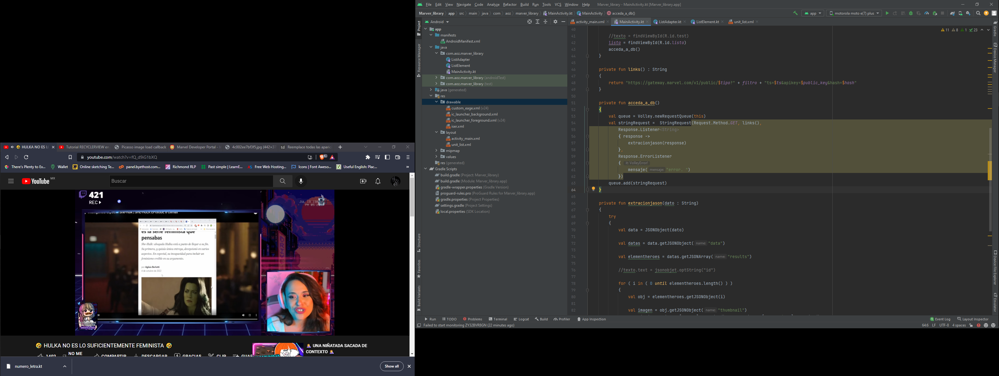 HULKA NO ES L
Tutorial RECYCLERVIEW en
Picasso image load callback
Marvel Developer Portal -
4c002ee7bf3f5.jpg (442×37
td Reemplace todas las aparic
youtube.com/watch?v=fQ_d9iG1bXQ
There's Plenty to Ex...
Wallet
Online sketching Te...
panel.byethost.com...
Richmond RLP
Past simple | LearnE...
Free Web Hosting...
Icons | Font Aweso...
Useful English: Plac...
»
YouTube MX
Buscar
421
REC
JUL 19 198
PM 05:2
es la serie feminista que
pensabas
She-Hulk: abogada Hulka está a punto de llegar a su fin.
Su primera, y quizás única entrega, decepcionó en varios
aspectos. En especial, su incapacidad para incluir un
feminismo creíble en su argumento.
por Aglaia Berlutti
4 de octubre de 2022
🤣 HULKA NO ES LO SUFICIENTEMENTE FEMINISTA 🤣
1402
NO ME
COMPARTIR
DESCARGAR
GRACIAS
CLIP
GUAR
UNA NIÑATADA SACADA DE
CONTEXTO
numero_letra.kt
Show all
File Edit View Navigate Code Analyze Refactor Build Run Tools VCS Window Help Marver_library - MainActivity.kt [Marver_library.app]
Marver_library app src main java com aoz marver_library MainActivity.kt MainActivity acceda_a_db()
app
motorola moto e(7) plus
Android
activity_main.xml
MainActivity.kt
ListAdapter.kt
ListElement.kt
unit_list.xml
Project
Resource Manager
Structure
Favorites
Build Variants
app
manifests
AndroidManifest.xml
java
com.aoz.marver_library
ListAdapter
ListElement
MainActivity.kt
com.aoz.marver_library (androidTest)
com.aoz.marver_library (test)
java (generated)
res
drawable
custom_eage.xml (v24)
ic_launcher_background.xml
ic_launcher_foreground.xml (v24)
iser.xml
layout
activity_main.xml
unit_list.xml
mipmap
values
res (generated)
Gradle Scripts
build.gradle (Project: Marver_library)
build.gradle (Module: Marver_library.app)
gradle-wrapper.properties (Gradle Version)
proguard-rules.pro (ProGuard Rules for Marver_library.app)
gradle.properties (Project Properties)
settings.gradle (Project Settings)
local.properties (SDK Location)
11 8 1 23
40
41 //texto = findViewById(R.id.test)
42 lista = findViewById(R.id.lista)
43 acceda_a_db()
44 }
45
46 private fun links() : String
47 {
48 return "https://gateway.marvel.com/v1/public/$tipo?" + filtro + "ts=$ts&apikey=$public_key&hash=$hash"
49 }
50
51 private fun acceda_a_db()
52 {
53 val queue = Volley.newRequestQueue(this)
54 val stringRequest = StringRequest(Request.Method.GET, links(),
55 Response.Listener<String>
56 { response ->
57 extracionjason(response)
58 },
59 Response.ErrorListener
60 { it: VolleyError!
61 mensaje( mensaje: "error. ")
62 })
63 queue.add(stringRequest)
64 }
65
66 private fun extracionjason(dato : String)
67 {
68 try
69 {
70 val data = JSONObject(dato)
71
72 val datas = data.getJSONObject( name: "data")
73
74 val elementheroes = datas.getJSONArray( name: "results")
75
76 //texto.text = jsonobjet.optString("id")
77
78 for ( i in ( 0 until elementheroes.length() ) )
79 {
80 val obj = elementheroes.getJSONObject(i)
81
82 val imagen = obj.getJSONObject( name: "thumbnail")
Gradle
Device Manager
Device File Explorer
Emulator
Run TODO Problems Terminal Logcat Build Profiler App Inspection
1 Event Log Layout Inspector
Failed to start monitoring ZY32BVR8GN (22 minutes ago)
64:6 LF UTF-8 4 spaces